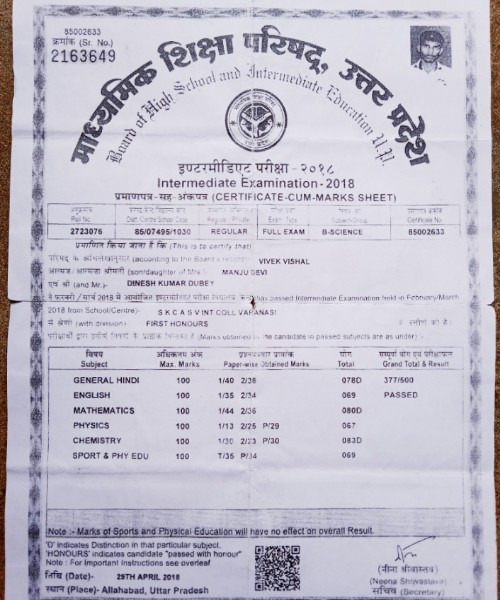 85002633
क्रमांक (Sr. No.)
2163649
माध्यमिक शिक्षा परिषद, उत्तर प्रदेश
Board of High School and Intermediate Education U.P.
इण्टरमीडिएट परीक्षा - २०१८
Intermediate Examination - 2018
प्रमाणपत्र-सह-अंकपत्र (CERTIFICATE-CUM-MARKS SHEET)
Roll No. Distt. Centre School Code Regular Private Exam Type Subject-Group Certificate No.
2723076 85/07495/1030 REGULAR FULL EXAM B-SCIENCE 85002633
प्रमाणित किया जाता है कि (This is to certify that)
परिषद् के अभिलेखानुसार (according to the Board's record) VIVEK VISHAL
आत्मज आत्मजा श्रीमती (son/daughter of Mrs MANJU DEVI
एवं श्री (and Mr.)- DINESH KUMAR DUBEY
ने फरवरी/मार्च 2018 में आयोजित इण्टरमीडिएट परीक्षा has passed Intermediate Examination held in February/March
2018 from School/Centre)- S K C A S V INT COLL VARANASI
में श्रेणी (with division)- FIRST HONOURS उत्तीर्ण की है।
(Marks obtained by the candidate in passed subjects are as under)
विषय अधिकतम अंक प्रश्नपत्रवार प्राप्तांक योग सम्पूर्ण योग एवं परीक्षाफल
Subject Max. Marks Paper-wise Obtained Marks Total Grand Total & Result
GENERAL HINDI 100 1/40 2/38 078D 377/500
ENGLISH 100 1/35 2/34 069 PASSED
MATHEMATICS 100 1/44 2/36 080D
PHYSICS 100 1/13 2/25 P/29 067
CHEMISTRY 100 1/30 2/23 P/30 083D
SPORT & PHY EDU 100 T/35 P/34 069
Note :- Marks of Sports and Physical Education will have no effect on overall Result.
'D' indicates Distinction in that particular subject.
'HONOURS' indicates candidate "passed with honour"
Note : For Important Instructions see overleaf
तिथि (Date)- 29TH APRIL 2018
स्थान (Place)- Allahabad, Uttar Pradesh
(नीना श्रीवास्तव)
(Neena Shrivastava)
सचिव (Secretary)